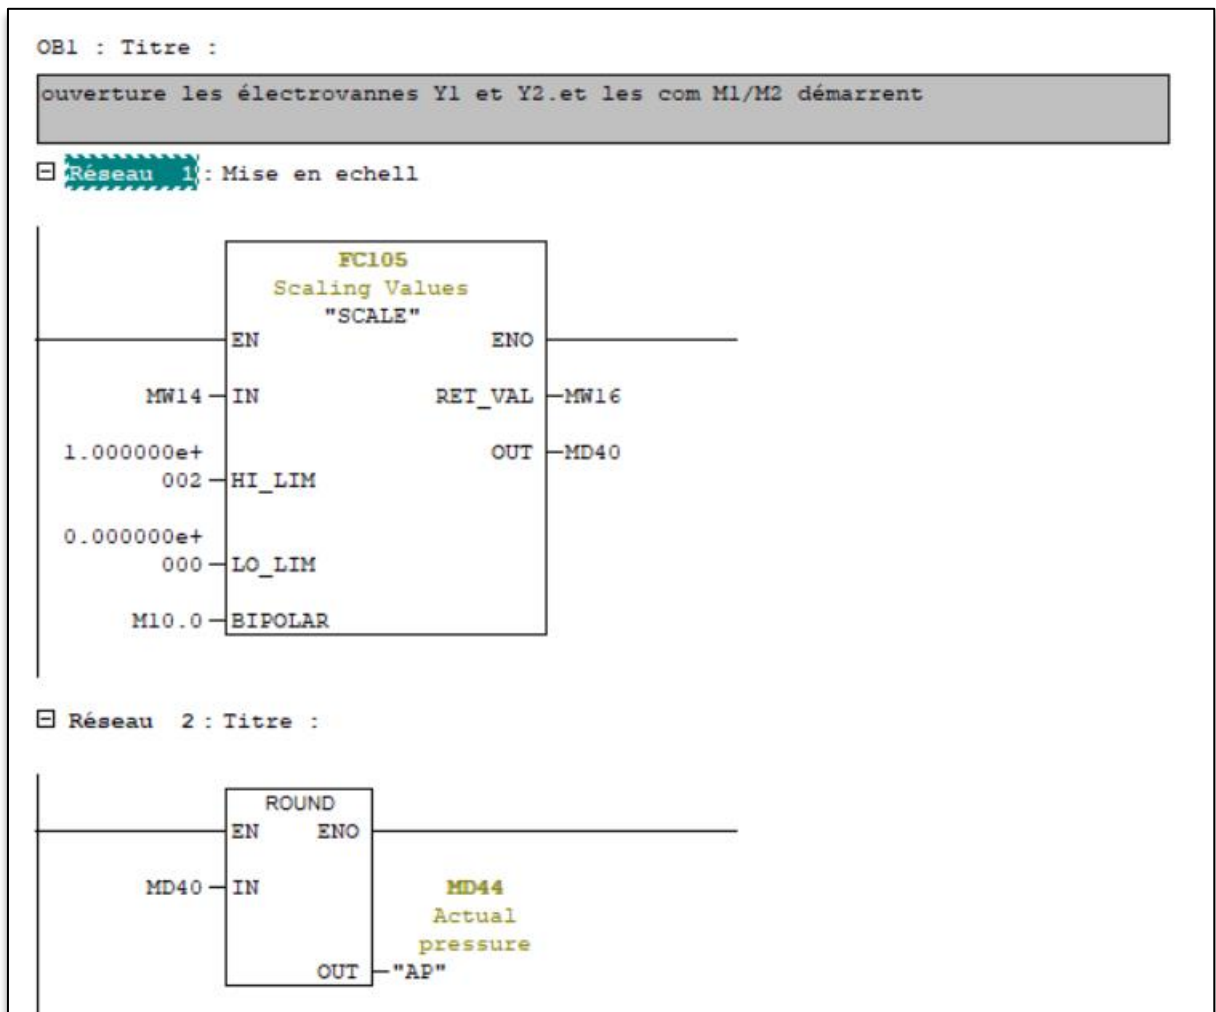 OB1 : Titre :
ouverture les électrovannes Y1 et Y2.et les com M1/M2 démarrent
Réseau 1 : Mise en echell
FC105
Scaling Values
"SCALE"
EN ENO
MW14 IN RET_VAL MW16
1.000000e+ OUT MD40
002 HI_LIM
0.000000e+
000 LO_LIM
M10.0 BIPOLAR
Réseau 2 : Titre :
ROUND
EN ENO
MD40 IN MD44
Actual
pressure
OUT "AP"